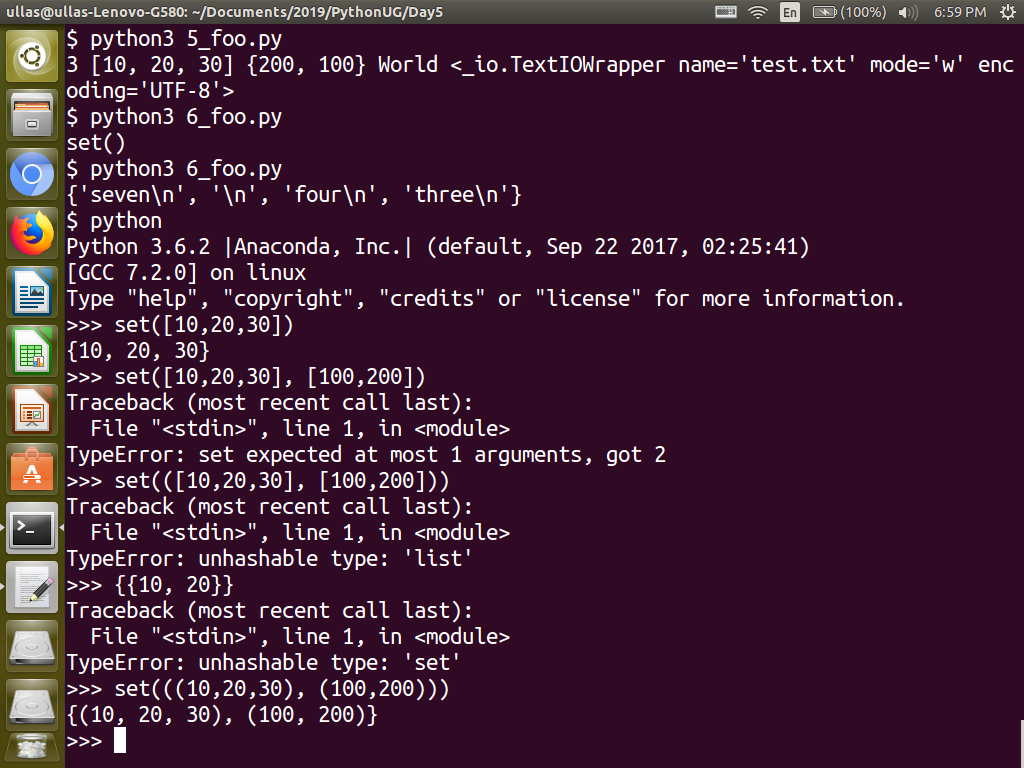 ullas@ullas-Lenovo-G580: ~/Documents/2019/PythonUG/Day5
En (100%) 6:59 PM
$ python3 5_foo.py
3 [10, 20, 30] {200, 100} World <_io.TextIOWrapper name='test.txt' mode='w' enc
oding='UTF-8'>
$ python3 6_foo.py
set()
$ python3 6_foo.py
{'seven\n', '\n', 'four\n', 'three\n'}
$ python
Python 3.6.2 |Anaconda, Inc.| (default, Sep 22 2017, 02:25:41)
[GCC 7.2.0] on linux
Type "help", "copyright", "credits" or "license" for more information.
>>> set([10,20,30])
{10, 20, 30}
>>> set([10,20,30], [100,200])
Traceback (most recent call last):
  File "<stdin>", line 1, in <module>
TypeError: set expected at most 1 arguments, got 2
>>> set(([10,20,30], [100,200]))
Traceback (most recent call last):
  File "<stdin>", line 1, in <module>
TypeError: unhashable type: 'list'
>>> {{10, 20}}
Traceback (most recent call last):
  File "<stdin>", line 1, in <module>
TypeError: unhashable type: 'set'
>>> set(((10,20,30), (100,200)))
{(10, 20, 30), (100, 200)}
>>>